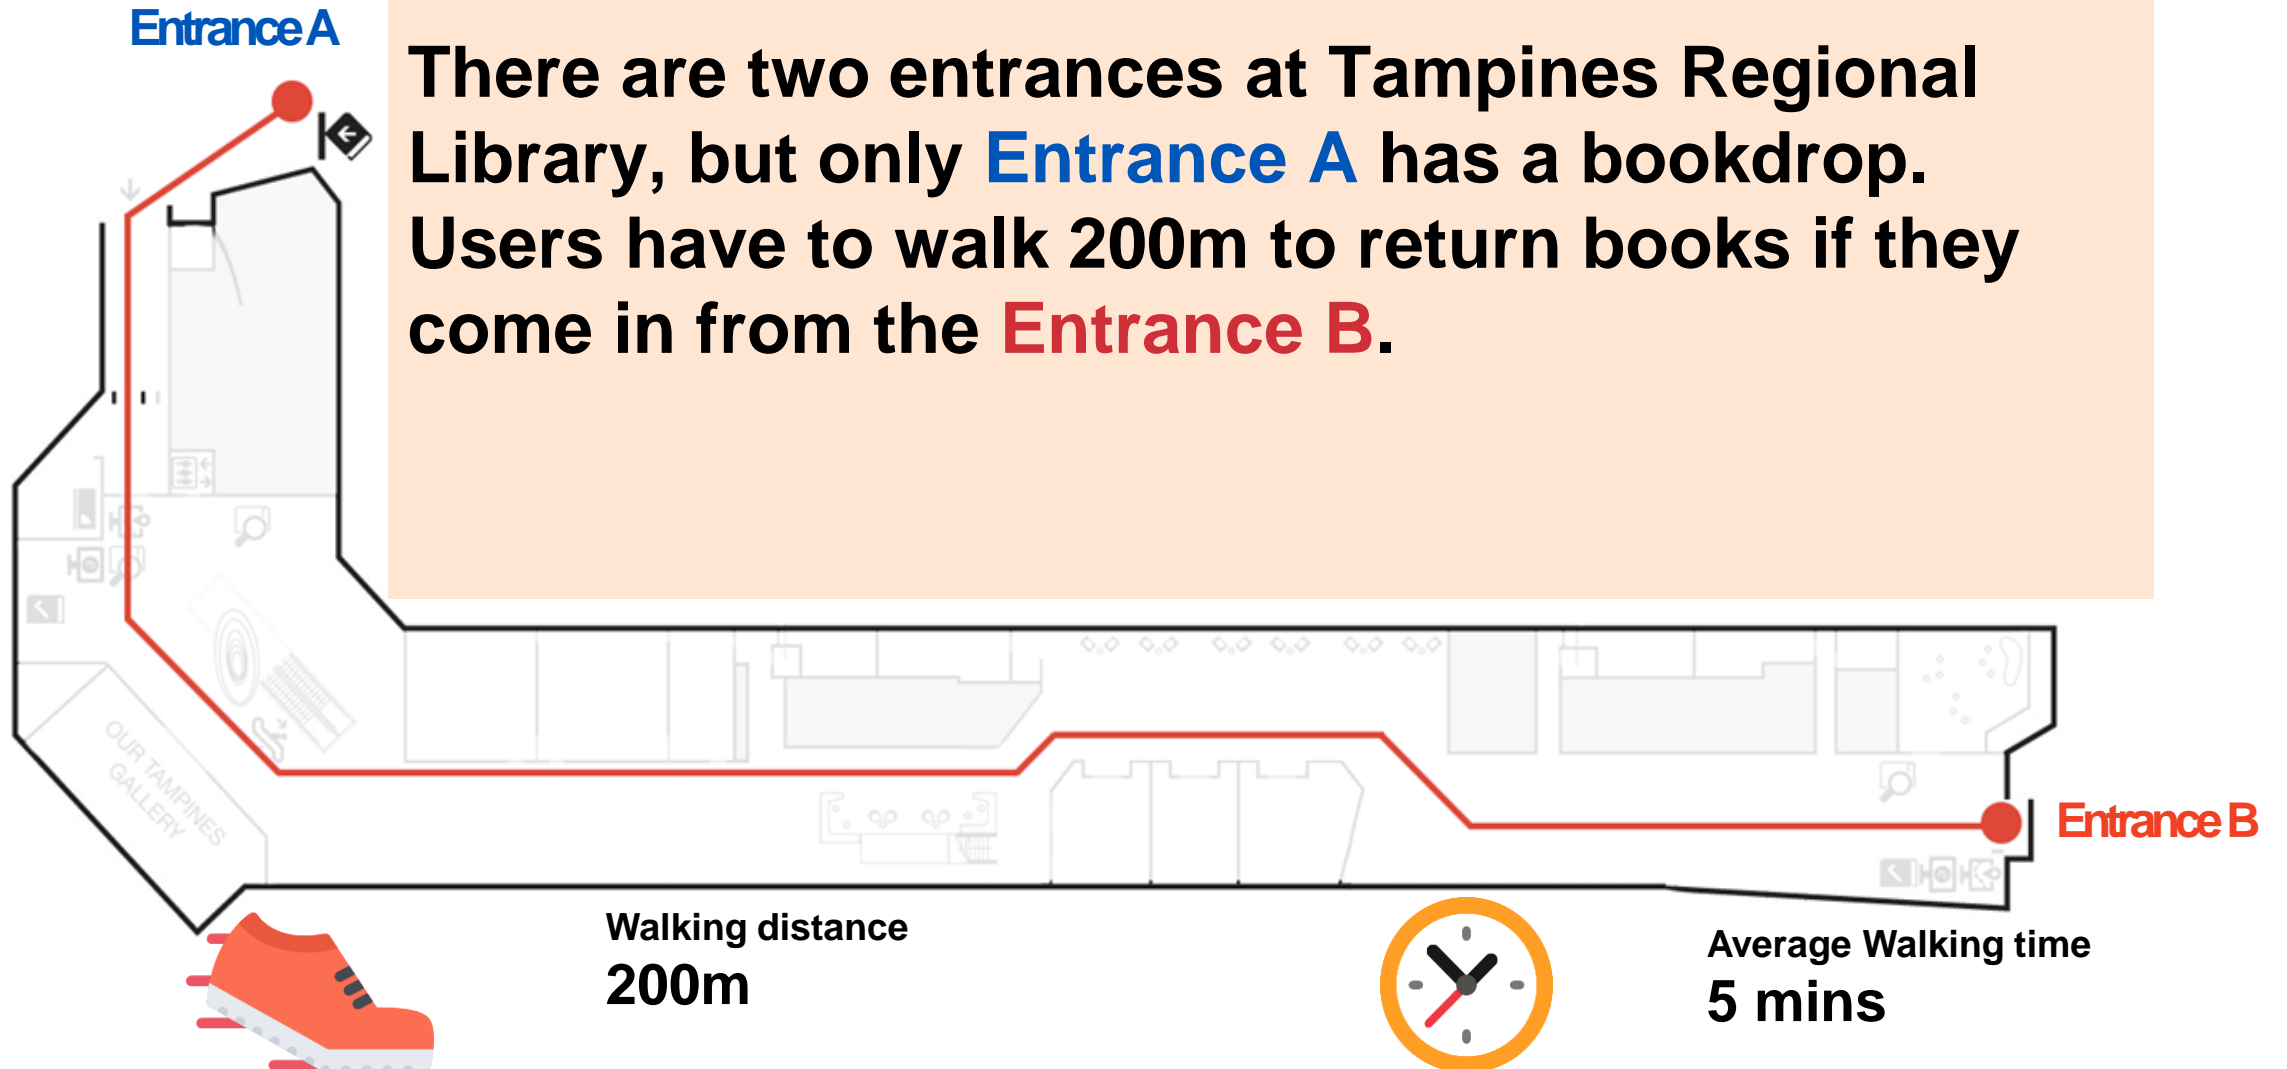 Entrance A
There are two entrances at Tampines Regional
Library, but only Entrance A has a bookdrop.
Users have to walk 200m to return books if they
come in from the Entrance B.
OUR TAMPINES
GALLERY
Entrance B
Walking distance
200m
Average Walking time
5 mins